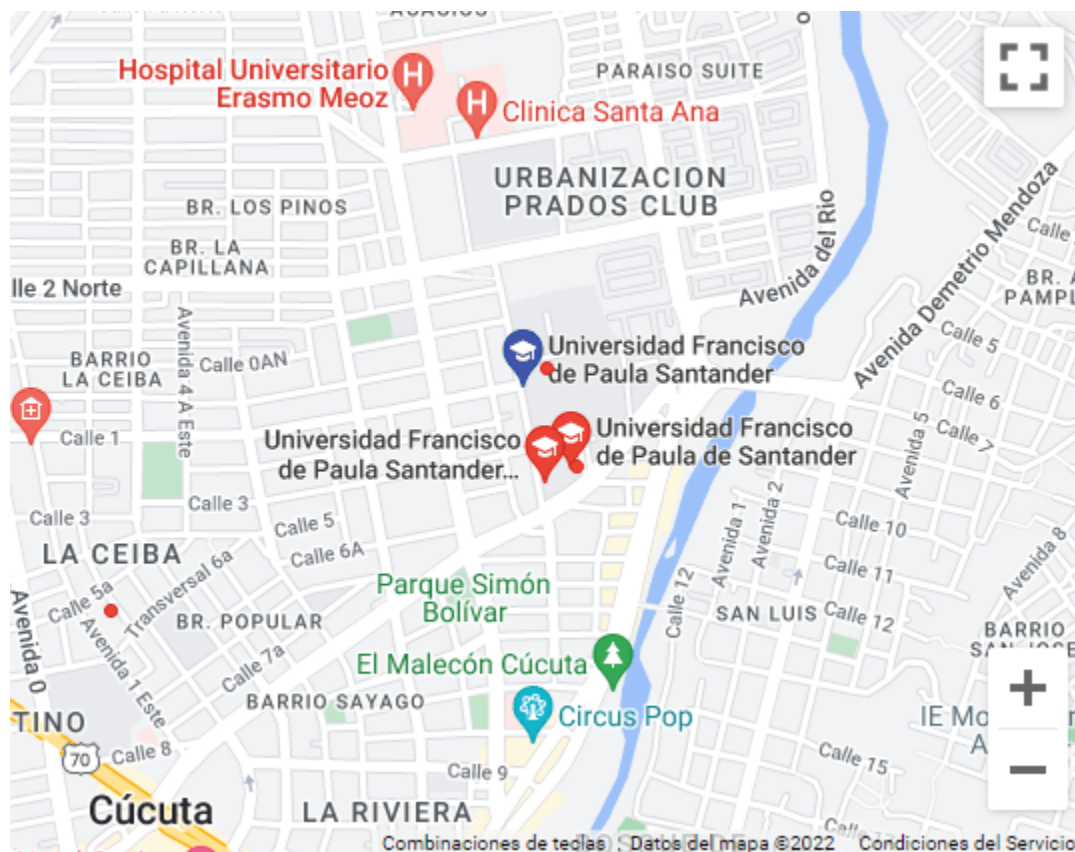 ACACIOS
Hospital Universitario
Erasmo Meoz
H
H
Clinica Santa Ana
PARAISO SUITE
URBANIZACION
PRADOS CLUB
BR. LOS PINOS
BR. LA
CAPILLANA
lle 2 Norte
Avenida del Rio
Avenida Demetrio Mendoza
Calle
BR. A
PAMPL
Calle 5
Calle 6
Calle 7
Avenida 4 A Este
Calle 0AN
BARRIO
LA CEIBA
Calle 1
Universidad Francisco
de Paula Santander
Universidad Francisco
de Paula Santander...
Universidad Francisco
de Paula de Santander
Avenida 5
Avenida 2
Avenida 1
Calle 3
Calle 3
Calle 5
Calle 6A
LA CEIBA
Calle 10
Calle 11
Calle 12
Calle 12
Avenida 8
Calle 5a
Transversal 6a
Avenida 0
Avenida 1 Este
BR. POPULAR
Calle 7a
Parque Simón
Bolívar
SAN LUIS
BARRIO
SAN JOSE
El Malecón Cúcuta
BARRIO SAYAGO
Circus Pop
IE Mo
A
TINO
70
Calle 8
Calle 9
Calle 15
Cúcuta
LA RIVIERA
Combinaciones de teclas
Datos del mapa ©2022
Condiciones del Servicio